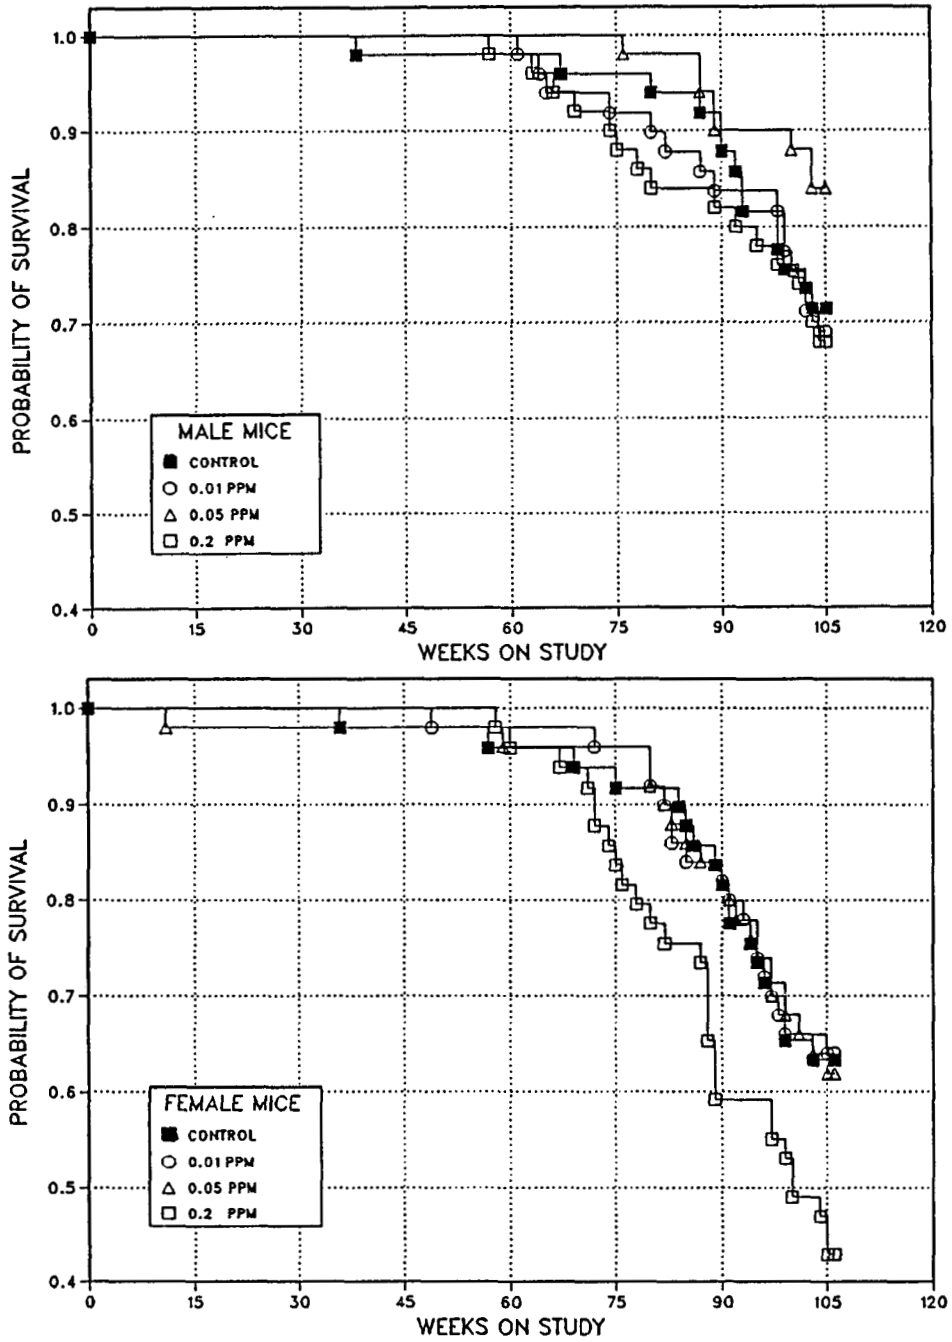 PROBABILITY OF SURVIVAL
1.0
0.9
0.8
0.7
0.6
0.5
0.4
MALE MICE
CONTROL
0.01 PPM
0.05 PPM
0.2 PPM
0 15 30 45 60 75 90 105 120
WEEKS ON STUDY
PROBABILITY OF SURVIVAL
1.0
0.9
0.8
0.7
0.6
0.5
0.4
FEMALE MICE
CONTROL
0.01 PPM
0.05 PPM
0.2 PPM
0 15 30 45 60 75 90 105 120
WEEKS ON STUDY